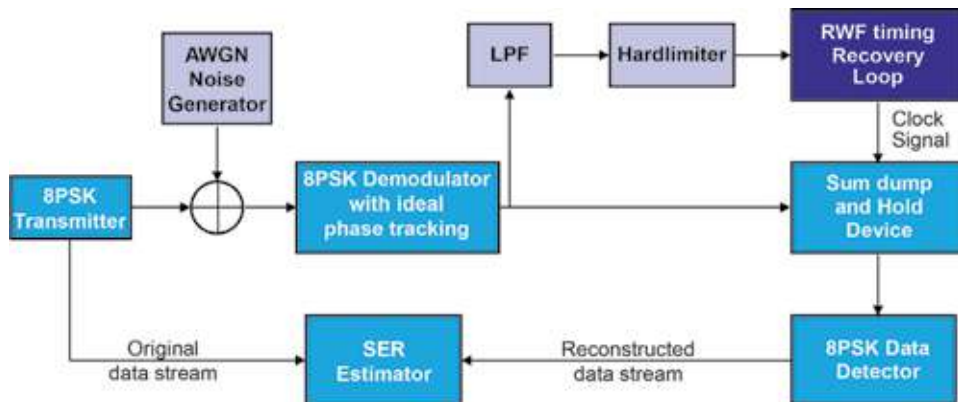 AWGN
Noise
Generator
LPF
Hardlimiter
RWF timing
Recovery
Loop
Clock
Signal
8PSK
Transmitter
8PSK Demodulator
with ideal
phase tracking
Sum dump
and Hold
Device
Original
data stream
SER
Estimator
Reconstructed
data stream
8PSK Data
Detector